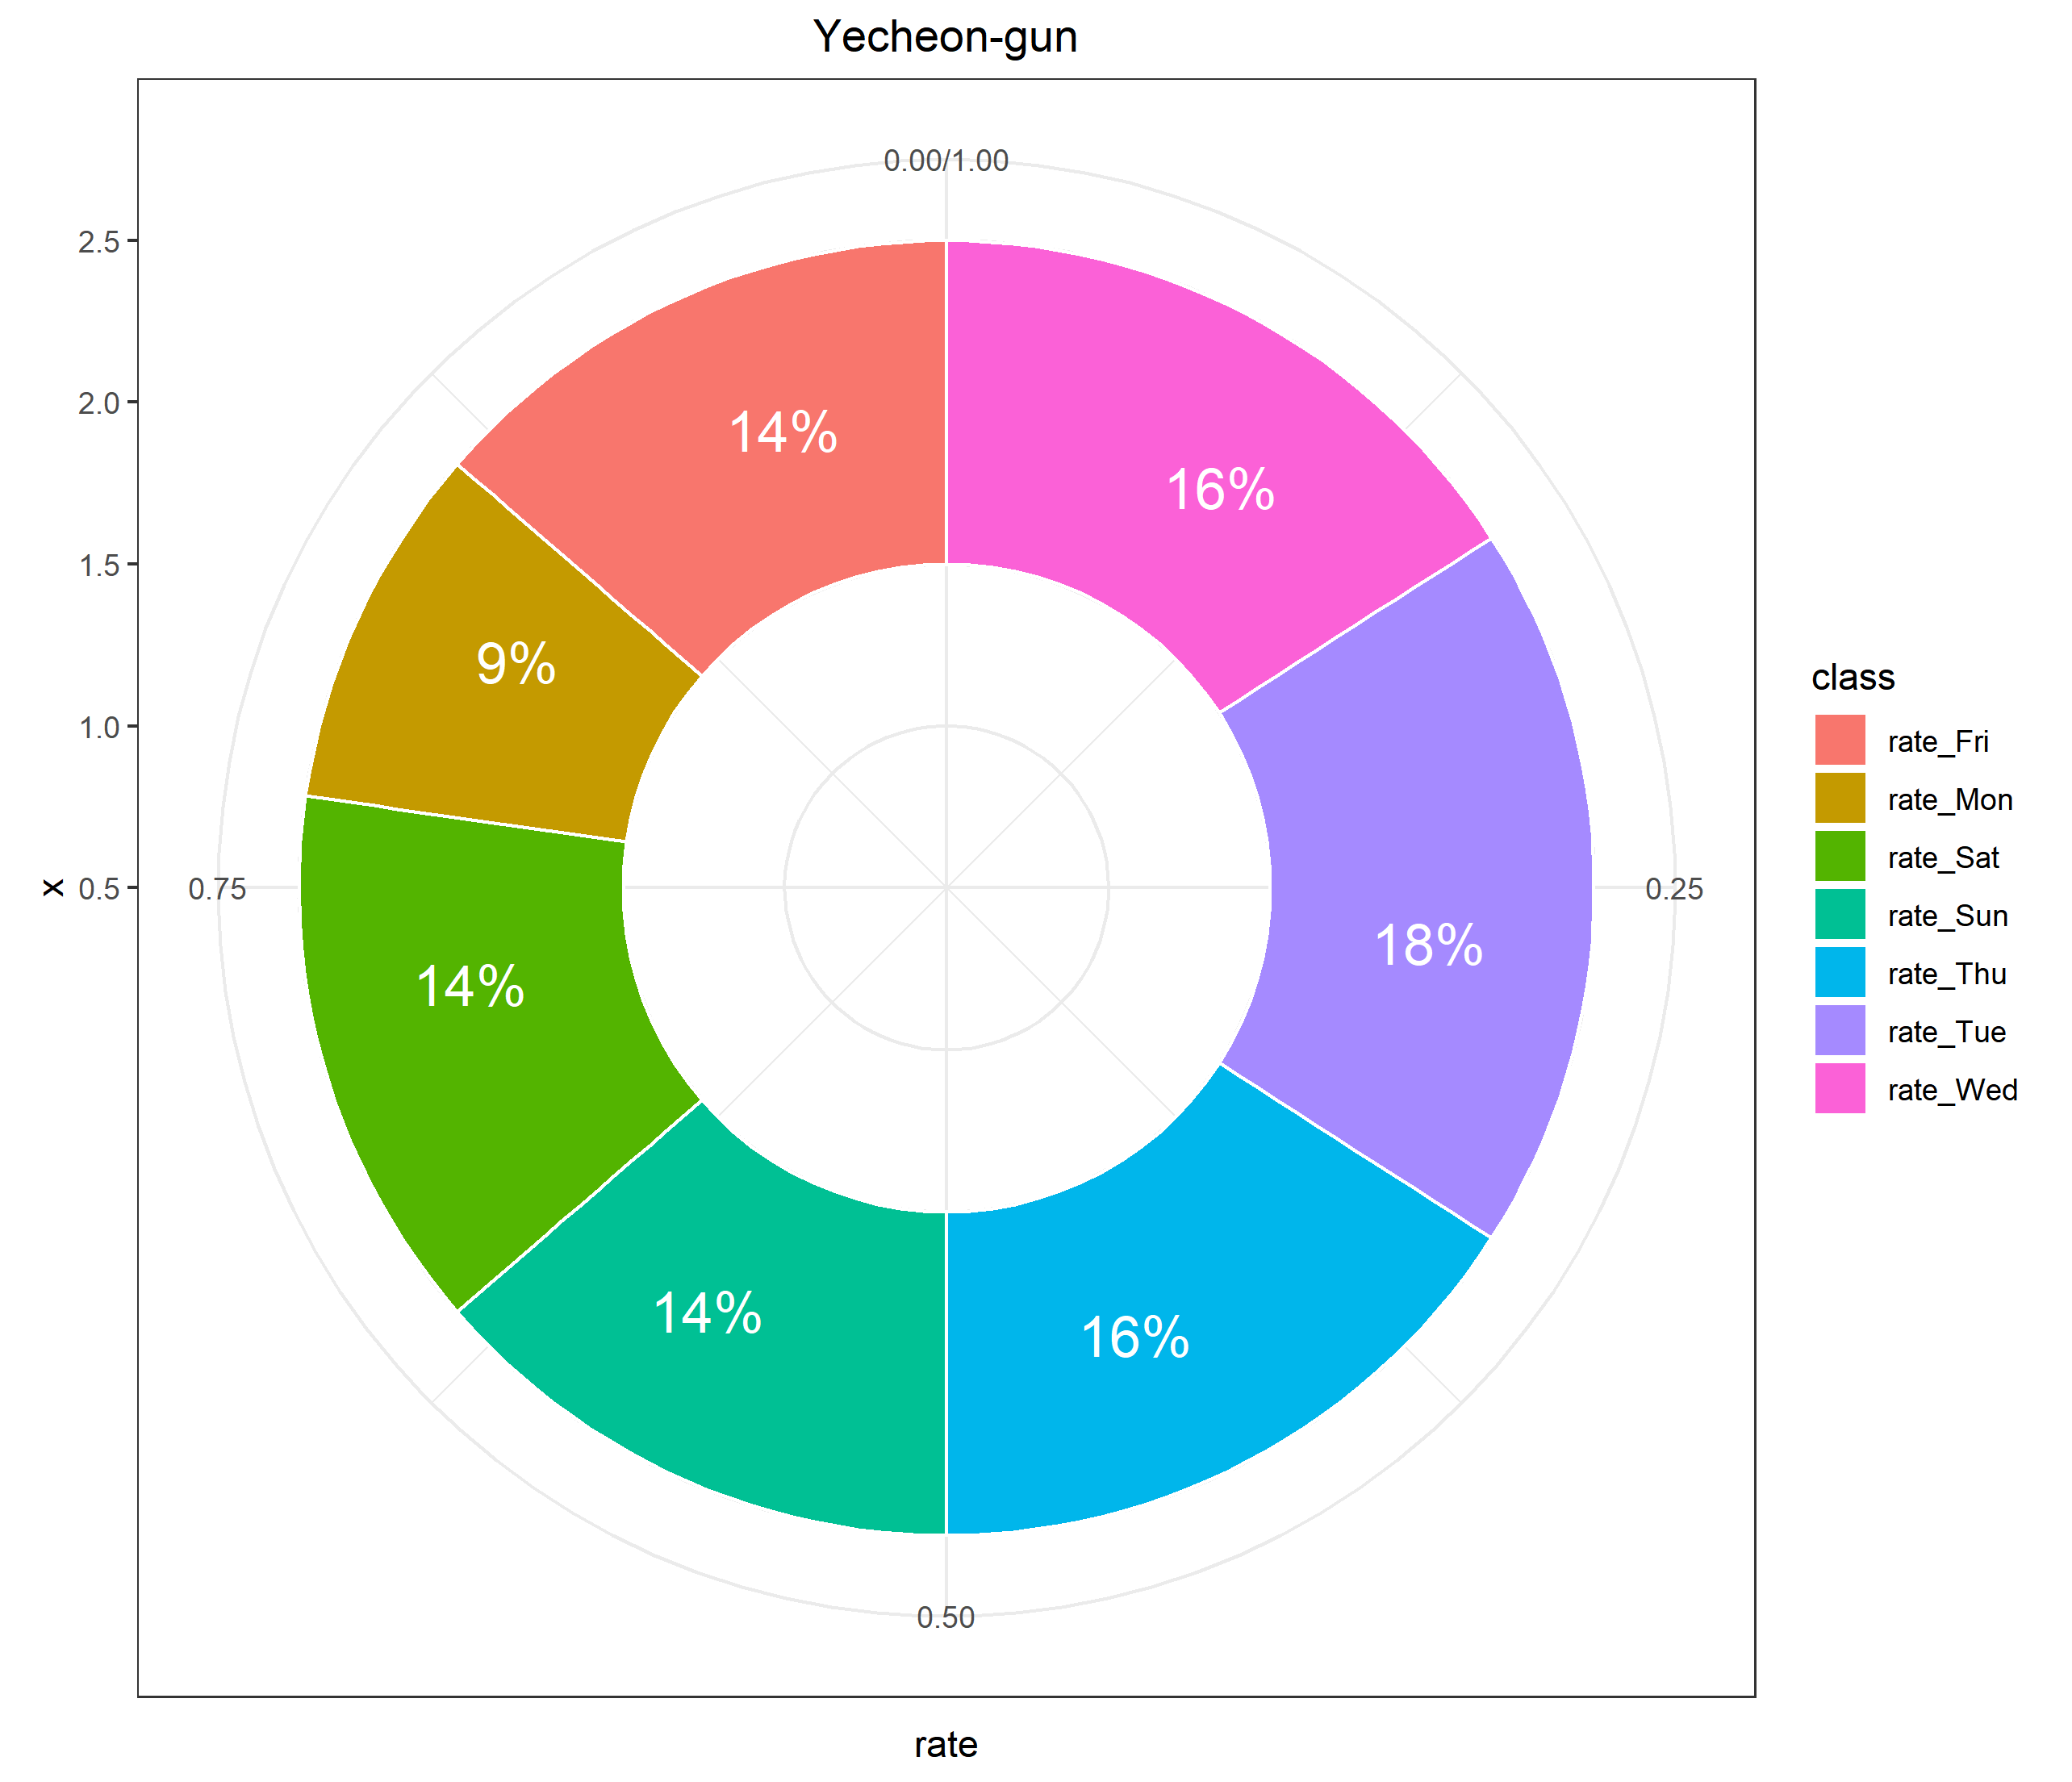 Yecheon-gun
0.00/1.00
2.5
2.0
14%
16%
1.5
9%
class
1.0
rate_Fri
rate_Mon
rate_Sat
x
0.5
0.75
0.25
rate_Sun
18%
14%
rate_Thu
rate_Tue
rate_Wed
14%
16%
0.50
rate